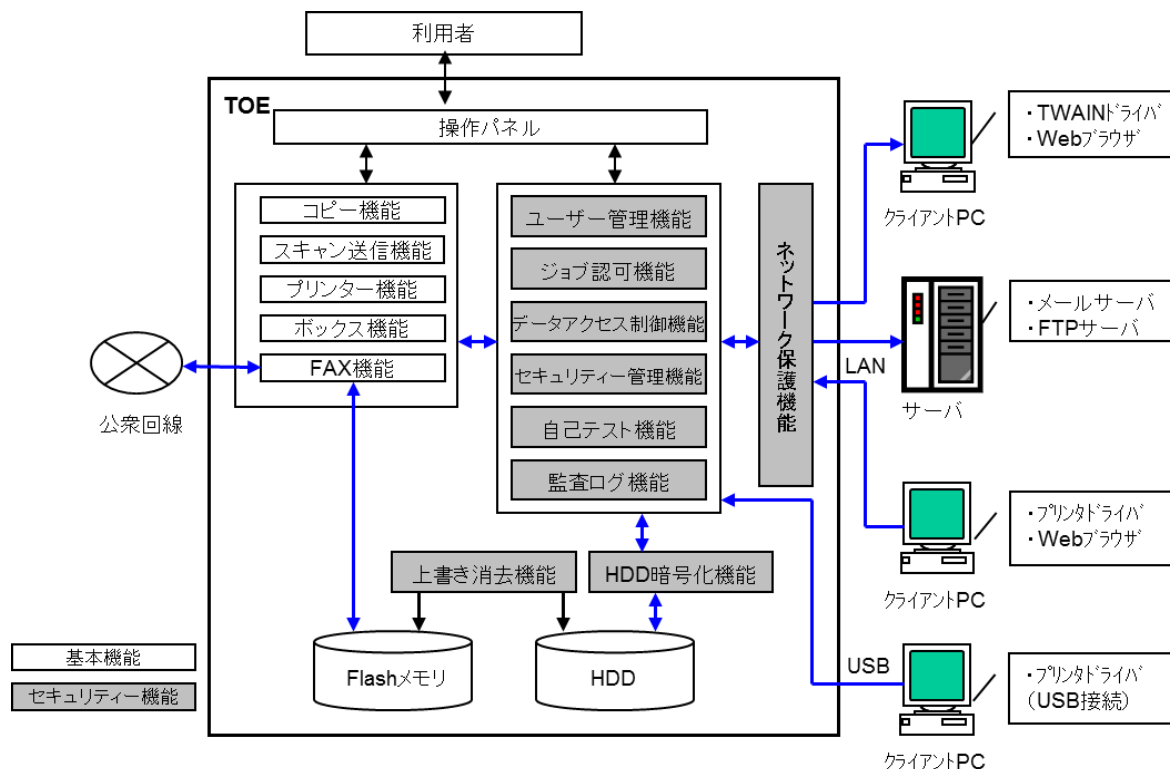 利用者
TOE
操作パネル
コピー機能
スキャン送信機能
プリンター機能
ボックス機能
FAX機能
ユーザー管理機能
ジョブ認可機能
データアクセス制御機能
セキュリティー管理機能
自己テスト機能
監査ログ機能
ネットワーク保護機能
上書き消去機能
HDD暗号化機能
Flashメモリ
HDD
公衆回線
基本機能
セキュリティー機能
・TWAINﾄﾞﾗｲﾊﾞ
・Webﾌﾞﾗｳｻﾞ
ｸﾗｲｱﾝﾄPC
・メールサーバ
・FTPサーバ
LAN
サーバ
・ﾌﾟﾘﾝﾀﾄﾞﾗｲﾊﾞ
・Webﾌﾞﾗｳｻﾞ
ｸﾗｲｱﾝﾄPC
USB
・ﾌﾟﾘﾝﾀﾄﾞﾗｲﾊﾞ
(USB接続)
ｸﾗｲｱﾝﾄPC